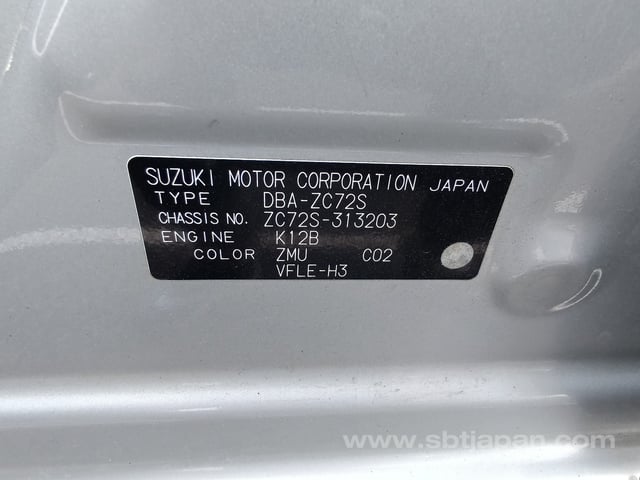 SUZUKI MOTOR CORPORATION JAPAN
TYPE DBA-ZC72S
CHASSIS NO. ZC72S-313203
ENGINE K12B
COLOR ZMU C02
VFLE-H3
www.sbtjapan.com